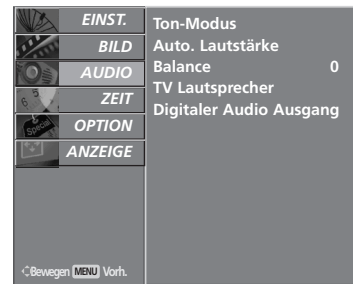 EINST.
BILD
AUDIO
ZEIT
OPTION
ANZEIGE
Ton-Modus
Auto. Lautstärke
Balance 0
TV Lautsprecher
Digitaler Audio Ausgang
Special
Bewegen MENU Vorh.